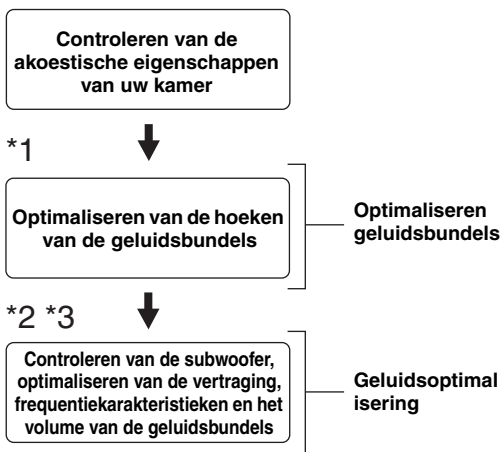 Controleren van de
akoestische eigenschappen
van uw kamer
*1
Optimaliseren van de hoeken
van de geluidsbundels
Optimaliseren
geluidsbundels
*2 *3
Controleren van de subwoofer,
optimaliseren van de vertraging,
frequentiekarakteristieken en het
volume van de geluidsbundels
Geluidsoptimal
isering